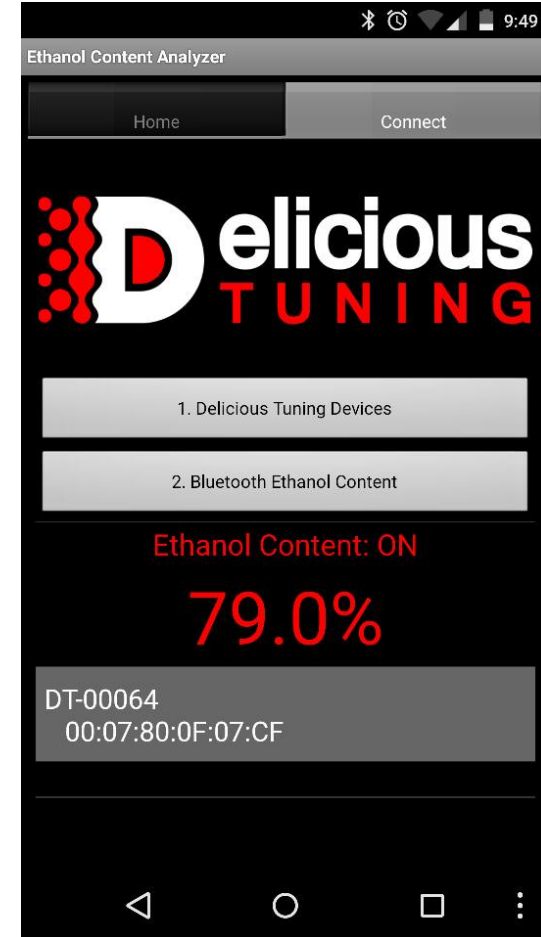 9:49
Ethanol Content Analyzer
Home Connect
Delicious
TUNING
1. Delicious Tuning Devices
2. Bluetooth Ethanol Content
Ethanol Content: ON
79.0%
DT-00064
00:07:80:0F:07:CF